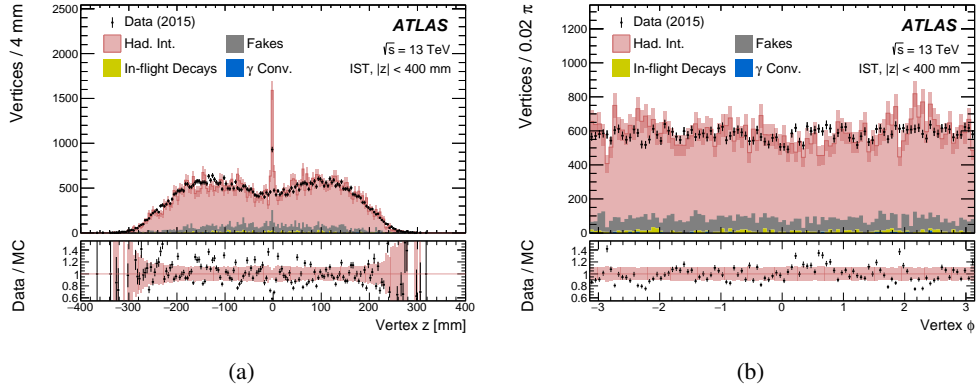 Vertices / 4 mm
2500
2000
1500
1000
500
0
Data (2015)
Had. Int.
Fakes
In-flight Decays
γ Conv.
ATLAS
√s = 13 TeV
IST, |z| < 400 mm
Data / MC
1.4
1.2
1
0.8
0.6
−400 −300 −200 −100 0 100 200 300 400
Vertex z [mm]
(a)
Vertices / 0.02 π
1200
1000
800
600
400
200
0
Data (2015)
Had. Int.
Fakes
In-flight Decays
γ Conv.
ATLAS
√s = 13 TeV
IST, |z| < 400 mm
Data / MC
1.4
1.2
1
0.8
0.6
−3 −2 −1 0 1 2 3
Vertex ϕ
(b)